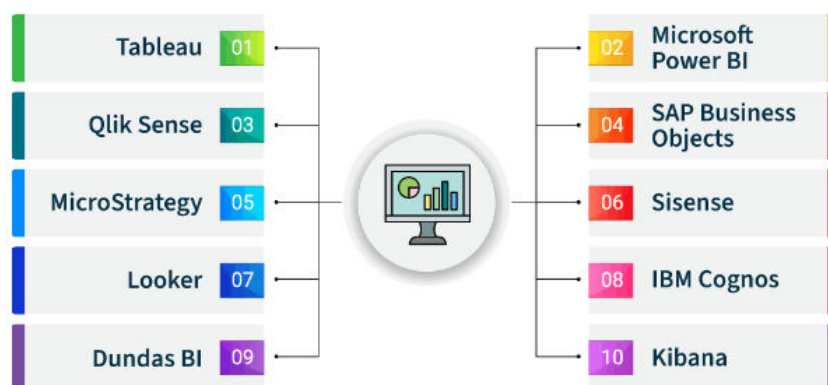 Tableau 01
02 Microsoft
Power BI
Qlik Sense 03
04 SAP Business
Objects
MicroStrategy 05
06 Sisense
Looker 07
08 IBM Cognos
Dundas BI 09
10 Kibana